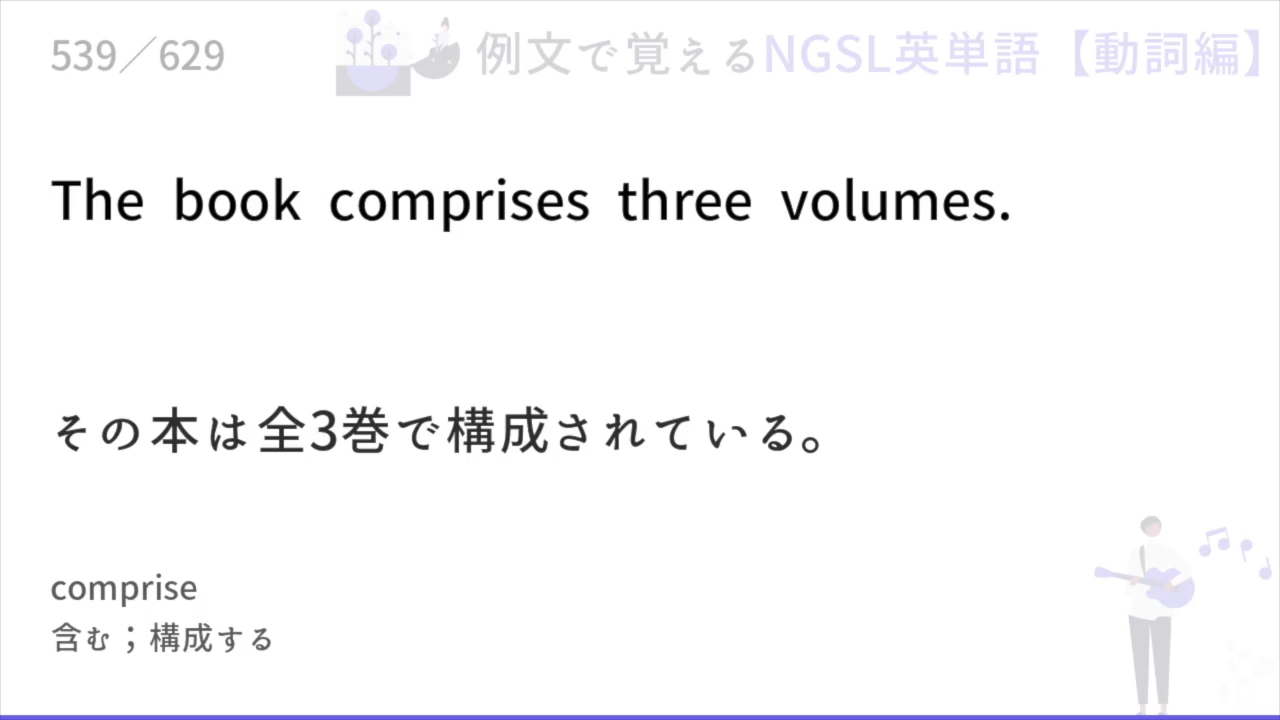 539／629
例文で覚えるNGSL英単語【動詞編】
The book comprises three volumes.
その本は全3巻で構成されている。
comprise
含む；構成する